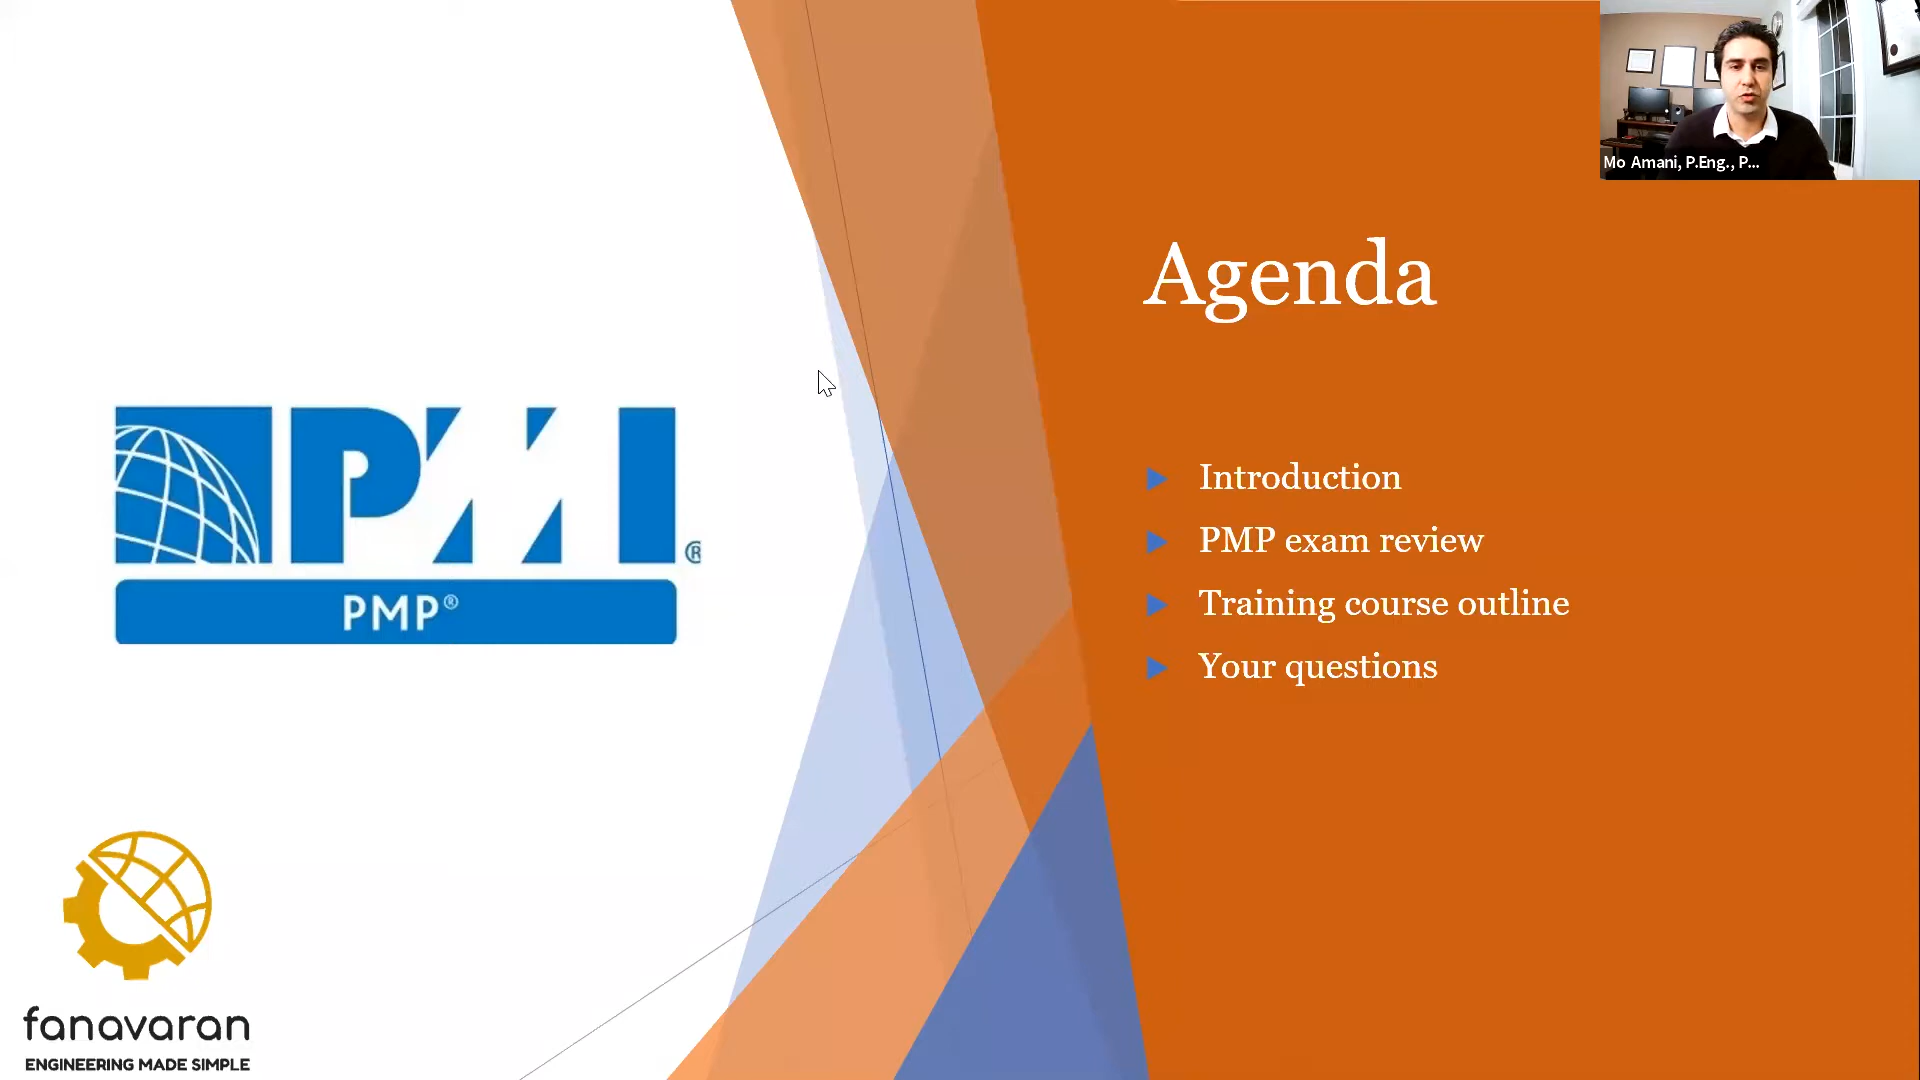 Mo Amani, P.Eng., P...
Agenda
PMI®
PMP®
Introduction
PMP exam review
Training course outline
Your questions
fanavaran
ENGINEERING MADE SIMPLE